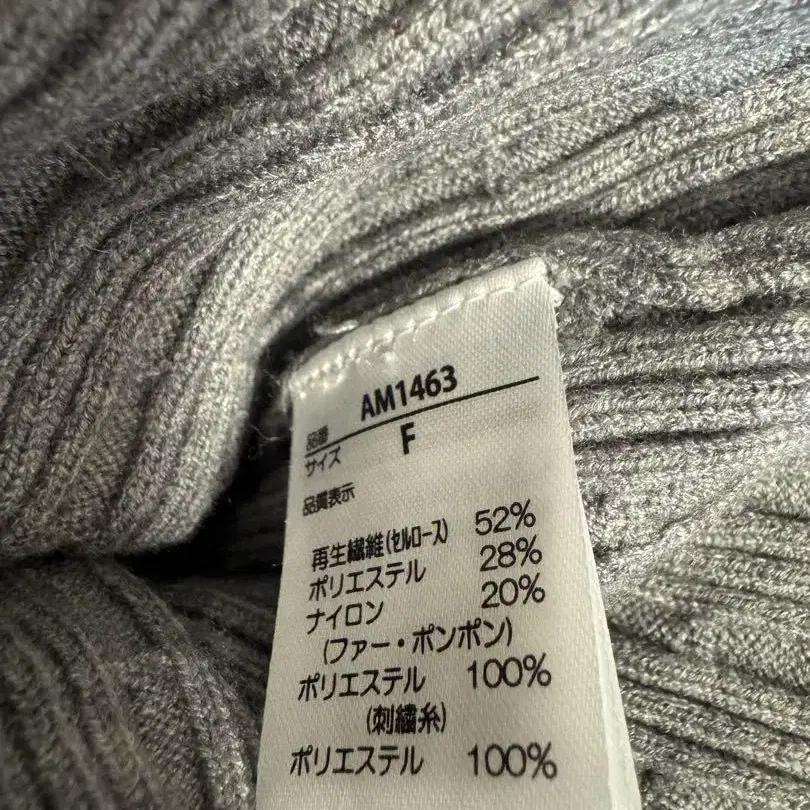 品番 AM1463
サイズ F
品質表示
再生繊維(セルロース) 52%
ポリエステル 28%
ナイロン 20%
(ファー・ポンポン)
ポリエステル 100%
(刺繍糸)
ポリエステル 100%